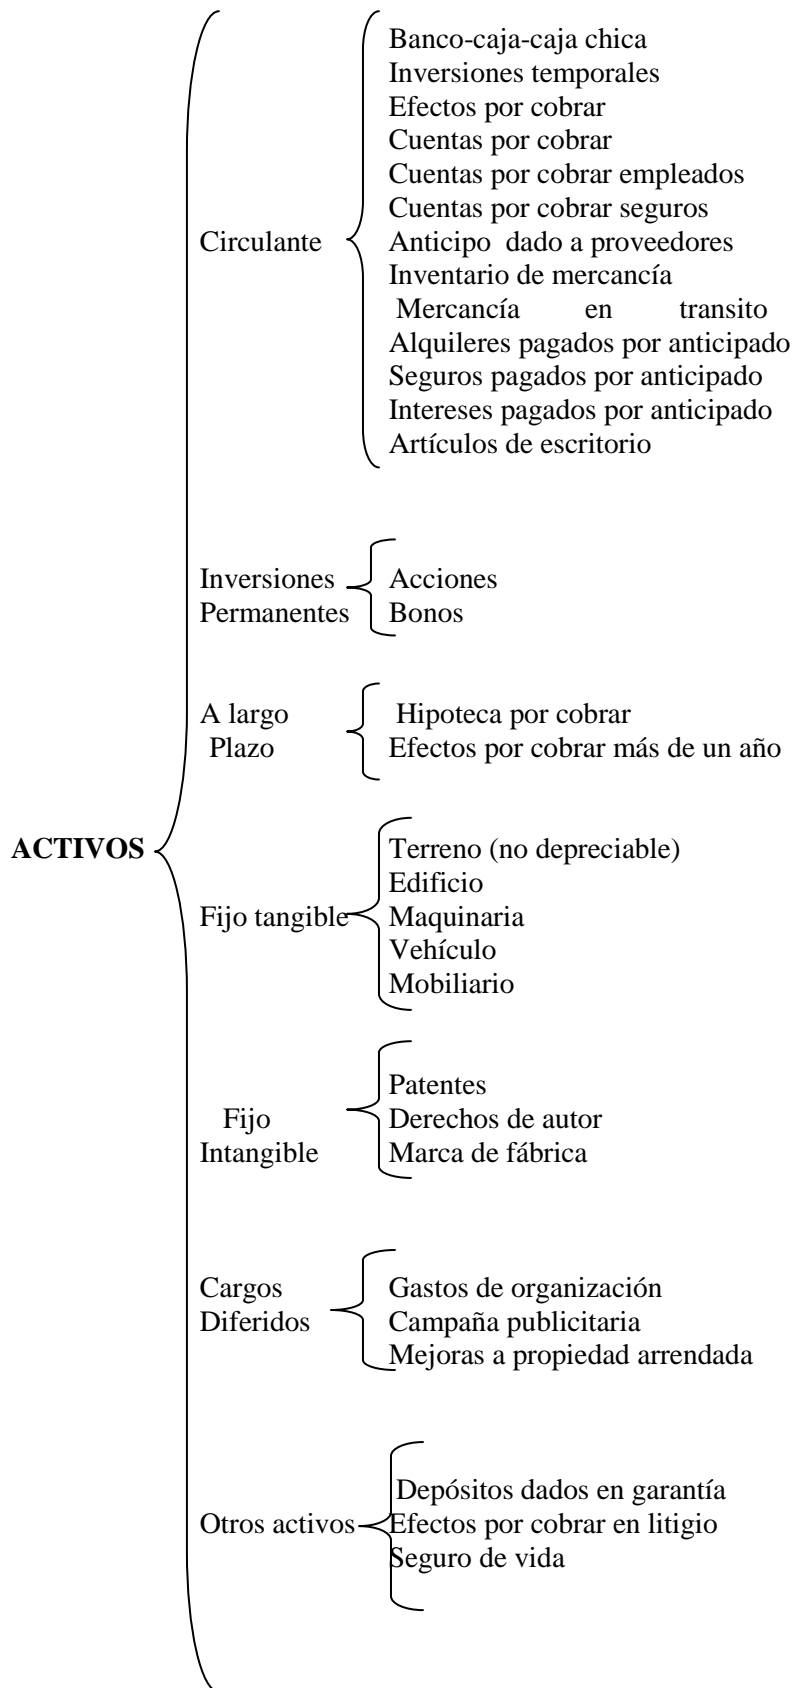 Banco-caja-caja chica
Inversiones temporales
Efectos por cobrar
Cuentas por cobrar
Cuentas por cobrar empleados
Cuentas por cobrar seguros
Circulante
Anticipo dado a proveedores
Inventario de mercancía
Mercancía en transito
Alquileres pagados por anticipado
Seguros pagados por anticipado
Intereses pagados por anticipado
Artículos de escritorio
Inversiones
Permanentes
Acciones
Bonos
A largo
Plazo
Hipoteca por cobrar
Efectos por cobrar más de un año
ACTIVOS
Fijo tangible
Terreno (no depreciable)
Edificio
Maquinaria
Vehículo
Mobiliario
Fijo
Intangible
Patentes
Derechos de autor
Marca de fábrica
Cargos
Diferidos
Gastos de organización
Campaña publicitaria
Mejoras a propiedad arrendada
Otros activos
Depósitos dados en garantía
Efectos por cobrar en litigio
Seguro de vida